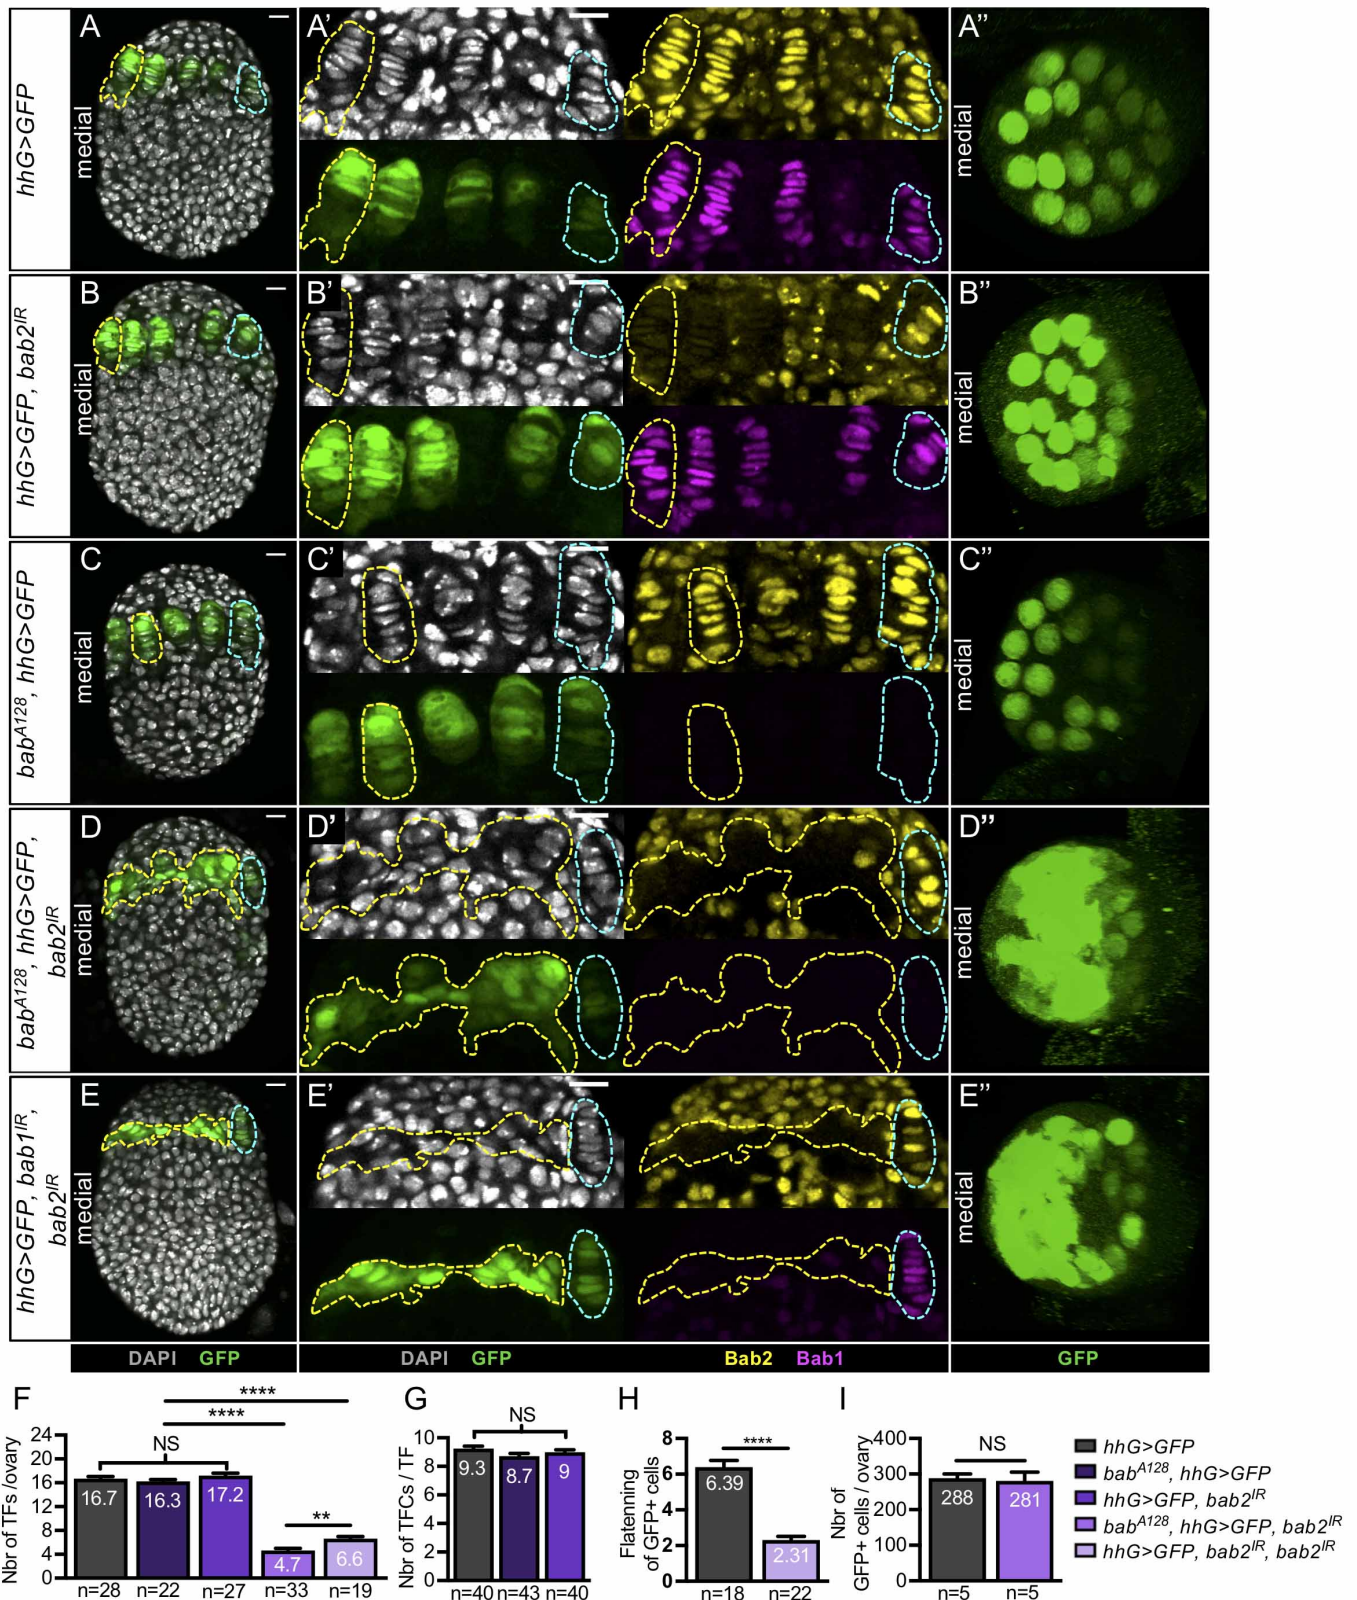 hhG>GFP
A
medial
A'
A''
medial
hhG>GFP, bab2IR
B
medial
B'
B''
medial
babA128, hhG>GFP
C
medial
C'
C''
medial
babA128, hhG>GFP,
bab2IR
D
medial
D'
D''
medial
hhG>GFP, bab1IR,
bab2IR
E
medial
E'
E''
medial
DAPI GFP
DAPI GFP Bab2 Bab1
GFP
F
****
****
NS
**
Nbr of TFs /ovary
24
20
16
12
8
4
0
16.7
16.3
17.2
4.7
6.6
n=28 n=22 n=27 n=33 n=19
G
NS
Nbr of TFCs / TF
10
8
6
4
2
0
9.3
8.7
9
n=40 n=43 n=40
H
****
Flatenning
of GFP+ cells
8
6
4
2
0
6.39
2.31
n=18 n=22
I
NS
Nbr of
GFP+ cells / ovary
400
300
200
100
0
288
281
n=5 n=5
hhG>GFP
babA128, hhG>GFP
hhG>GFP, bab2IR
babA128, hhG>GFP, bab2IR
hhG>GFP, bab2IR, bab2IR